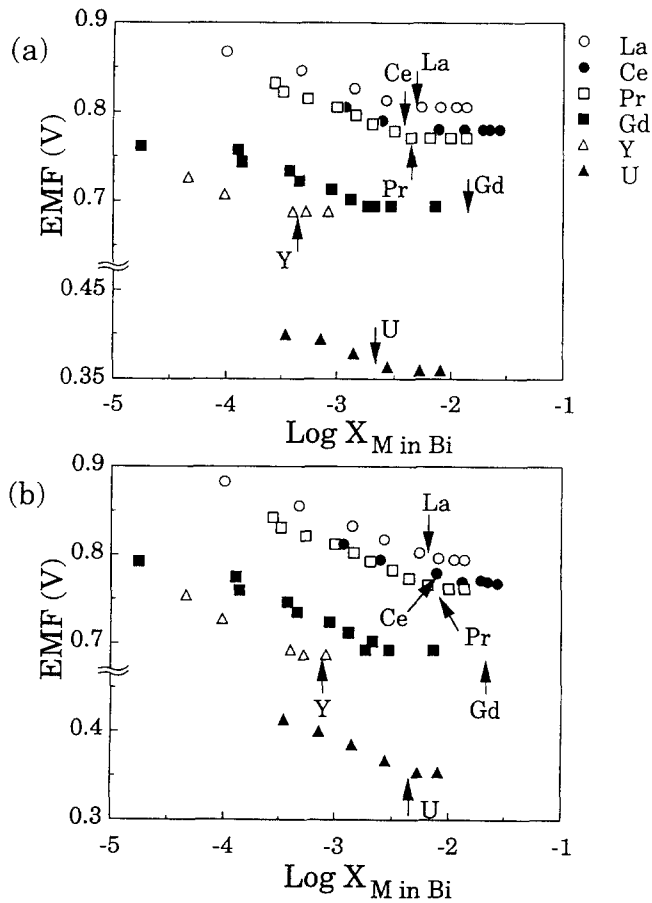 (a)
EMF (V)
0.9
0.8
0.7
0.45
0.35
Ce
La
Pr
Gd
Y
U
La
Ce
Pr
Gd
Y
U
-5
-4
-3
-2
-1
Log X M in Bi
(b)
EMF (V)
0.9
0.8
0.7
0.4
0.3
La
Ce
Pr
Y
Gd
U
-5
-4
-3
-2
-1
Log X M in Bi